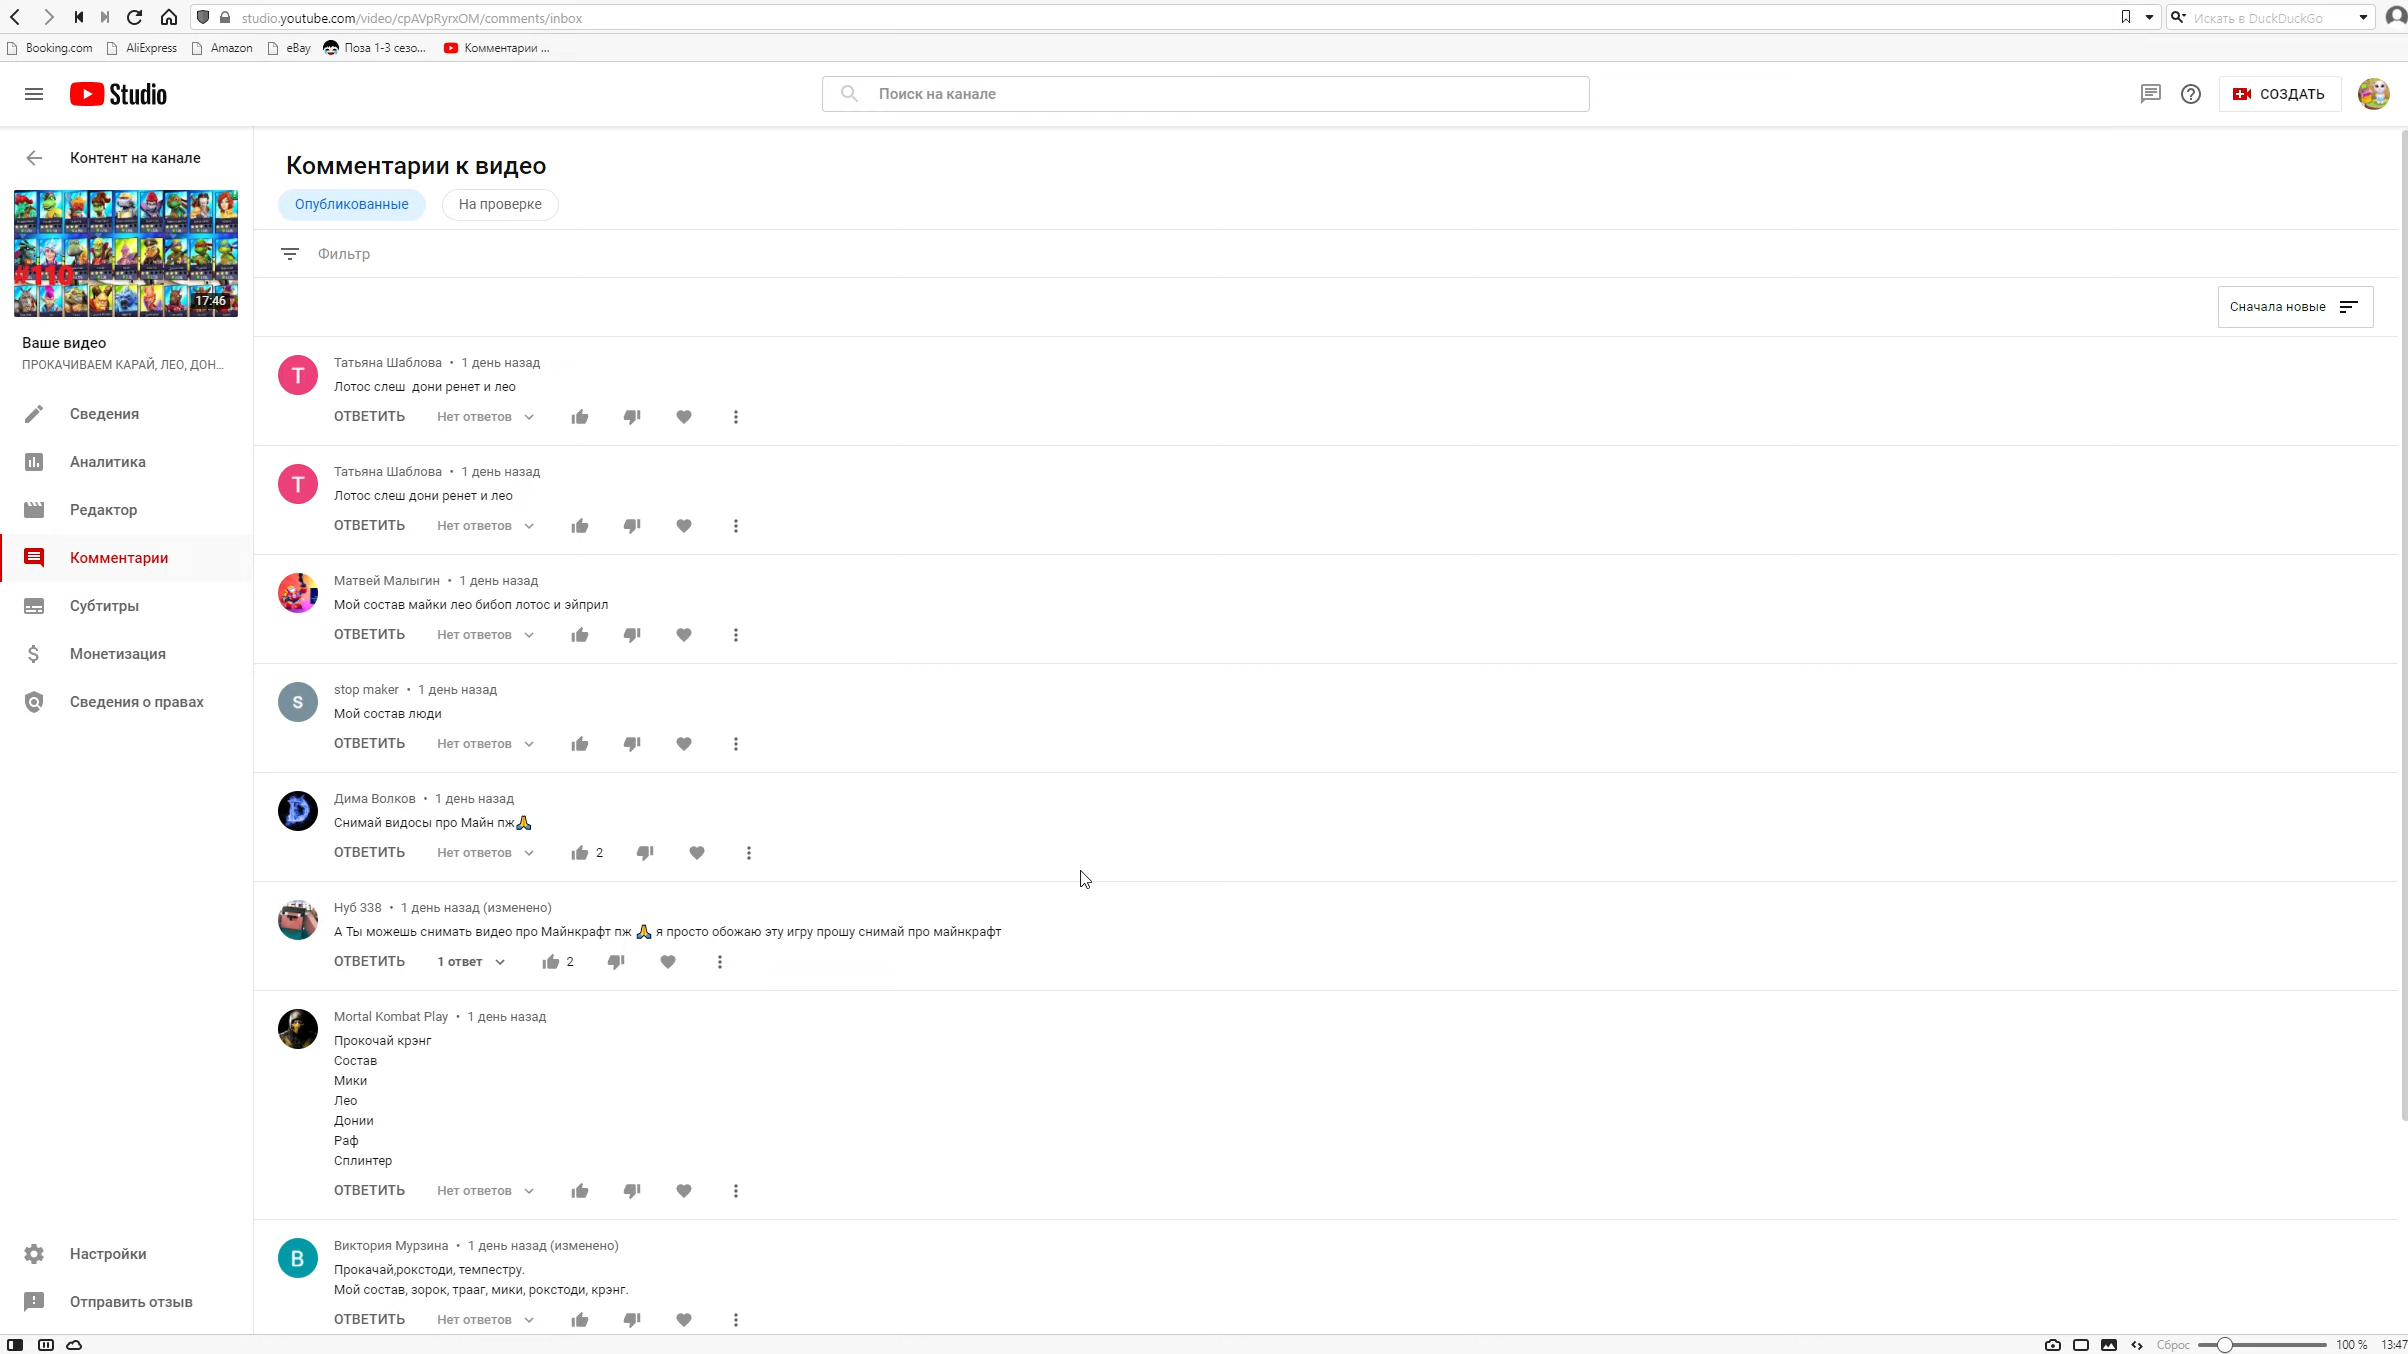 studio.youtube.com/video/cpAVpRyrxOM/comments/inbox
Искать в DuckDuckGo
Booking.com
AliExpress
Amazon
eBay
Поза 1-3 сезо...
Комментарии ...
Studio
Поиск на канале
СОЗДАТЬ
Контент на канале
#110
17:46
Ваше видео
ПРОКАЧИВАЕМ КАРАЙ, ЛЕО, ДОН...
Сведения
Аналитика
Редактор
Комментарии
Субтитры
Монетизация
Сведения о правах
Настройки
Отправить отзыв
Комментарии к видео
Опубликованные
На проверке
Фильтр
Сначала новые
Т
Татьяна Шаблова • 1 день назад
Лотос слеш дони ренет и лео
ОТВЕТИТЬ Нет ответов
Т
Татьяна Шаблова • 1 день назад
Лотос слеш дони ренет и лео
ОТВЕТИТЬ Нет ответов
Матвей Малыгин • 1 день назад
Мой состав майки лео бибоп лотос и эйприл
ОТВЕТИТЬ Нет ответов
s
stop maker • 1 день назад
Мой состав люди
ОТВЕТИТЬ Нет ответов
D
Дима Волков • 1 день назад
Снимай видосы про Майн пж🙏
ОТВЕТИТЬ Нет ответов 2
Нуб 338 • 1 день назад (изменено)
А Ты можешь снимать видео про Майнкрафт пж 🙏 я просто обожаю эту игру прошу снимай про майнкрафт
ОТВЕТИТЬ 1 ответ 2
Mortal Kombat Play • 1 день назад
Прокочай крэнг
Состав
Мики
Лео
Донии
Раф
Сплинтер
ОТВЕТИТЬ Нет ответов
В
Виктория Мурзина • 1 день назад (изменено)
Прокачай,рокстоди, темпестру.
Мой состав, зорок, трааг, мики, рокстоди, крэнг.
ОТВЕТИТЬ Нет ответов
Сброс
100 %
13:47